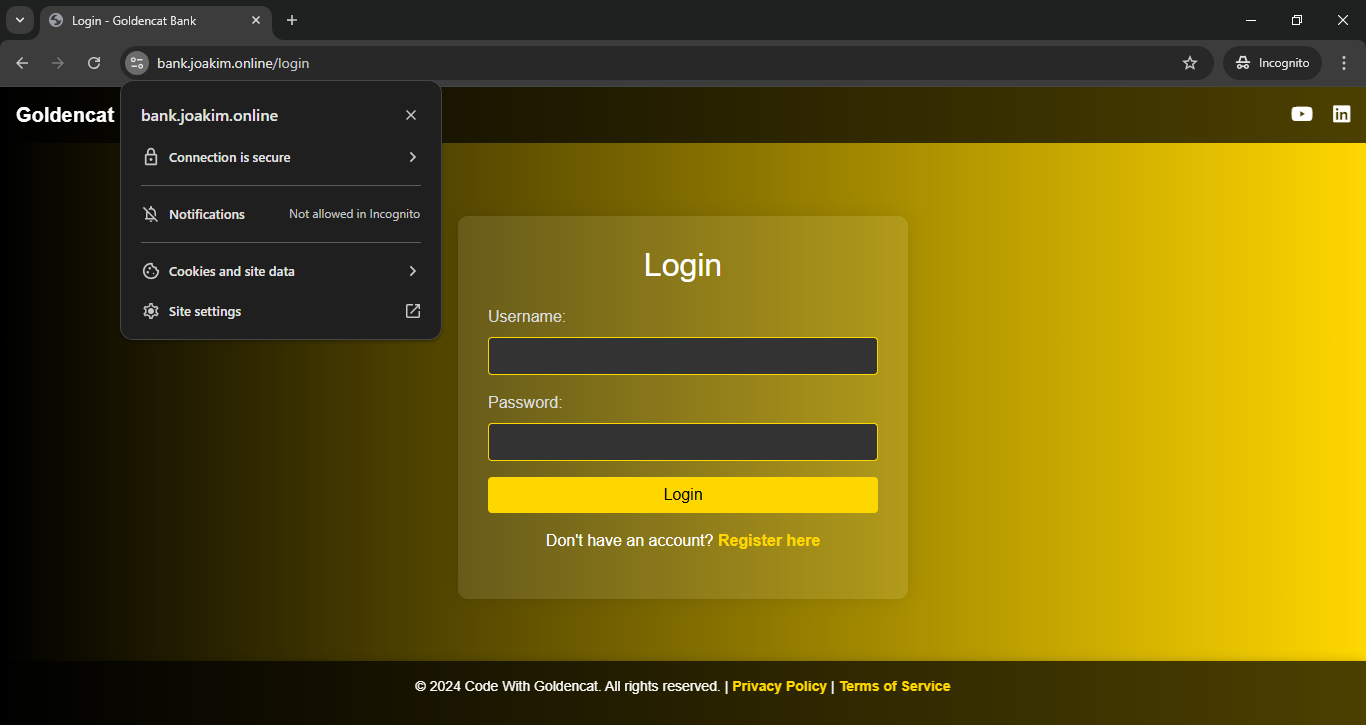 Login - Goldencat Bank
bank.joakim.online/login
Incognito
Goldencat
bank.joakim.online
Connection is secure
Notifications Not allowed in Incognito
Cookies and site data
Site settings
Login
Username:
Password:
Login
Don't have an account? Register here
© 2024 Code With Goldencat. All rights reserved. | Privacy Policy | Terms of Service